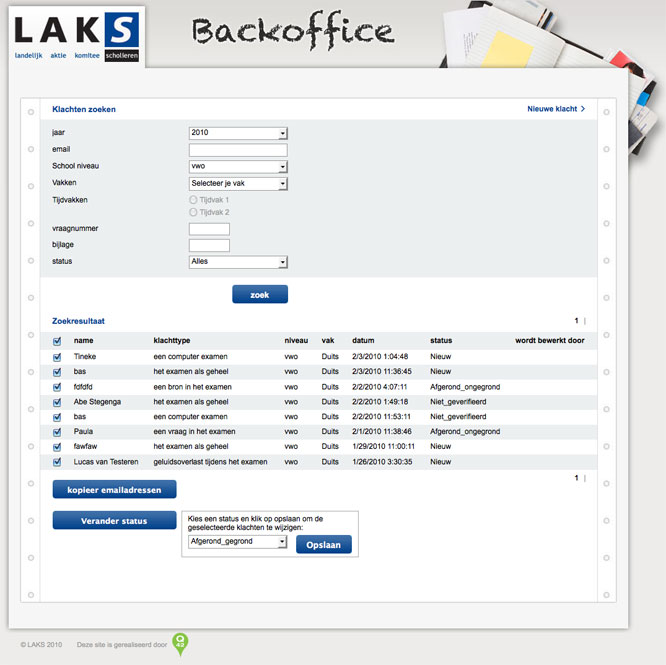 LAKS
landelijk aktie komitee scholieren
Backoffice
Klachten zoeken Nieuwe klacht >
jaar 2010
email
School niveau vwo
Vakken Selecteer je vak
Tijdvakken Tijdvak 1
Tijdvak 2
vraagnummer
bijlage
status Alles
zoek
Zoekresultaat 1 |
name klachttype niveau vak datum status wordt bewerkt door
Tineke een computer examen vwo Duits 2/3/2010 1:04:48 Nieuw
bas het examen als geheel vwo Duits 2/3/2010 11:36:45 Nieuw
fdfdfd een bron in het examen vwo Duits 2/2/2010 4:07:11 Afgerond_ongegrond
Abe Stegenga het examen als geheel vwo Duits 2/2/2010 1:49:18 Niet_geverifieerd
bas een computer examen vwo Duits 2/2/2010 11:53:11 Niet_geverifieerd
Paula een vraag in het examen vwo Duits 2/1/2010 11:38:46 Afgerond_ongegrond
fawfaw het examen als geheel vwo Duits 1/29/2010 11:00:11 Nieuw
Lucas van Testeren geluidsoverlast tijdens het examen vwo Duits 1/26/2010 3:30:35 Nieuw
1 |
kopieer emailadressen
Verander status
Kies een status en klik op opslaan om de
geselecteerde klachten te wijzigen:
Afgerond_gegrond Opslaan
© LAKS 2010 Deze site is gerealiseerd door Q42